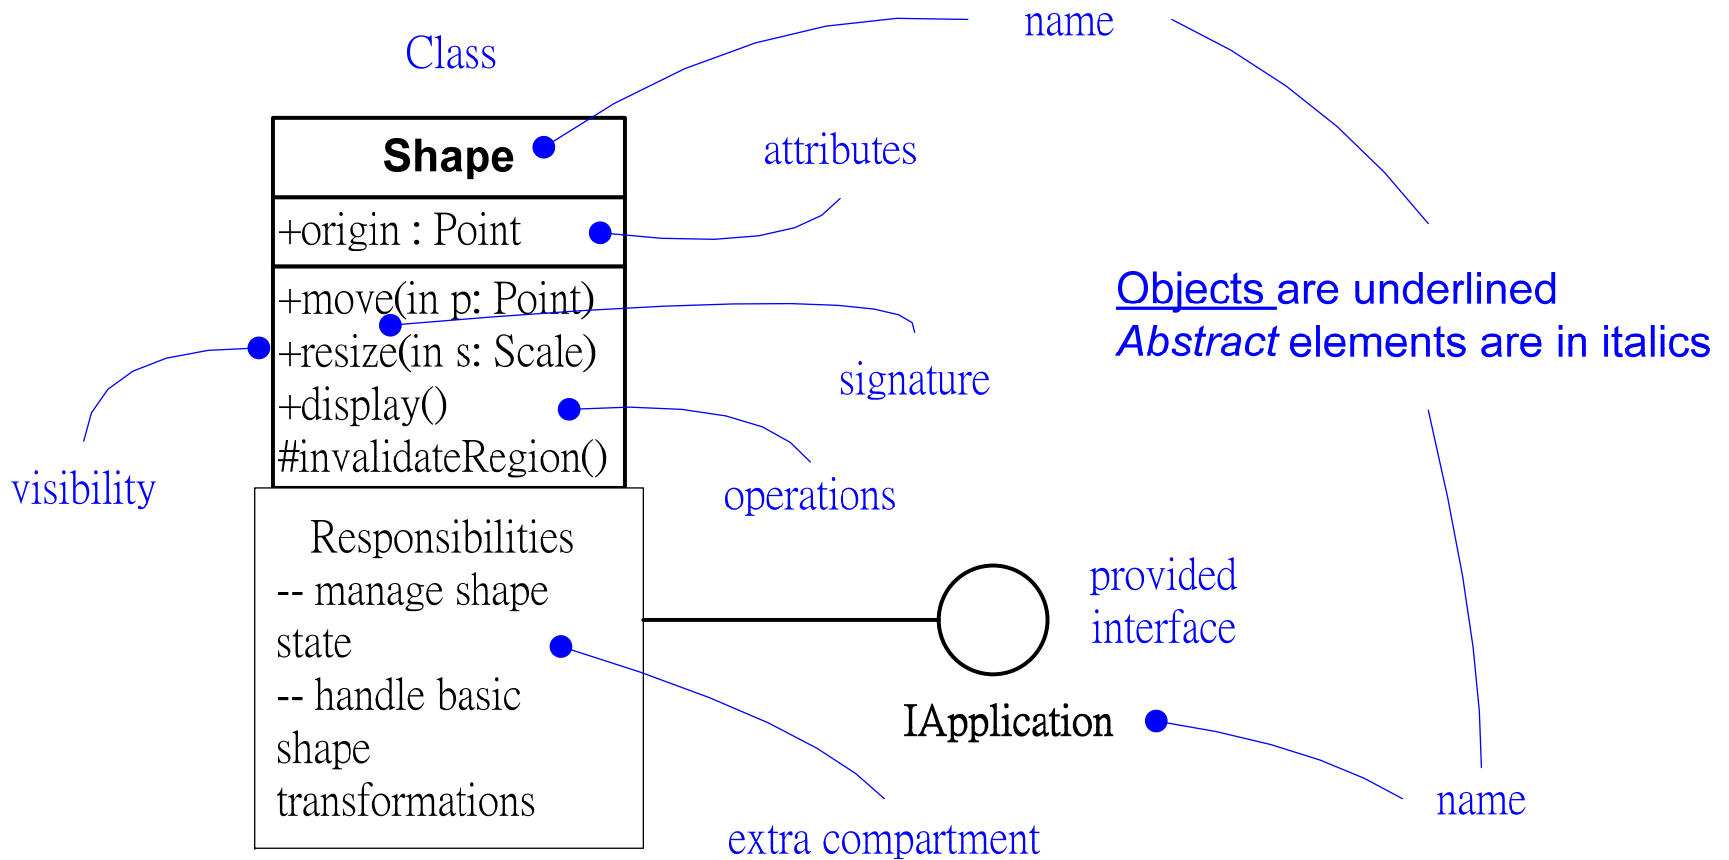 name
Class
Shape
attributes
+origin : Point
+move(in p: Point)
+resize(in s: Scale)
+display()
#invalidateRegion()
Objects are underlined
Abstract elements are in italics
signature
visibility
operations
Responsibilities
-- manage shape
state
-- handle basic
shape
transformations
provided
interface
IApplication
name
extra compartment